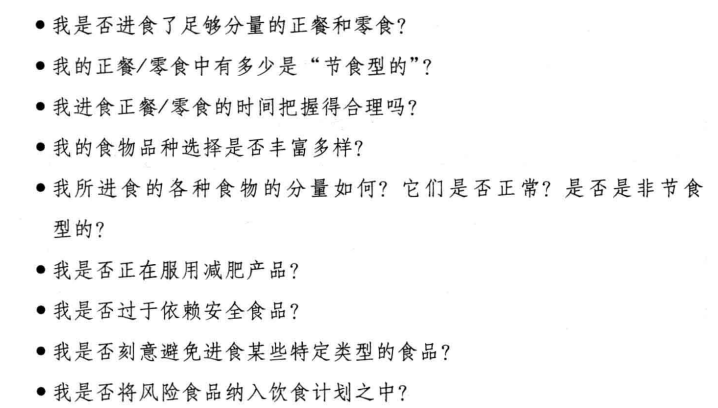 ●我是否进食了足够分量的正餐和零食？
●我的正餐/零食中有多少是“节食型的”？
●我进食正餐/零食的时间把握得合理吗？
●我的食物品种选择是否丰富多样？
●我所进食的各种食物的分量如何？它们是否正常？是否是非节食
型的？
●我是否正在服用减肥产品？
●我是否过于依赖安全食品？
●我是否刻意避免进食某些特定类型的食品？
●我是否将风险食品纳入饮食计划之中？